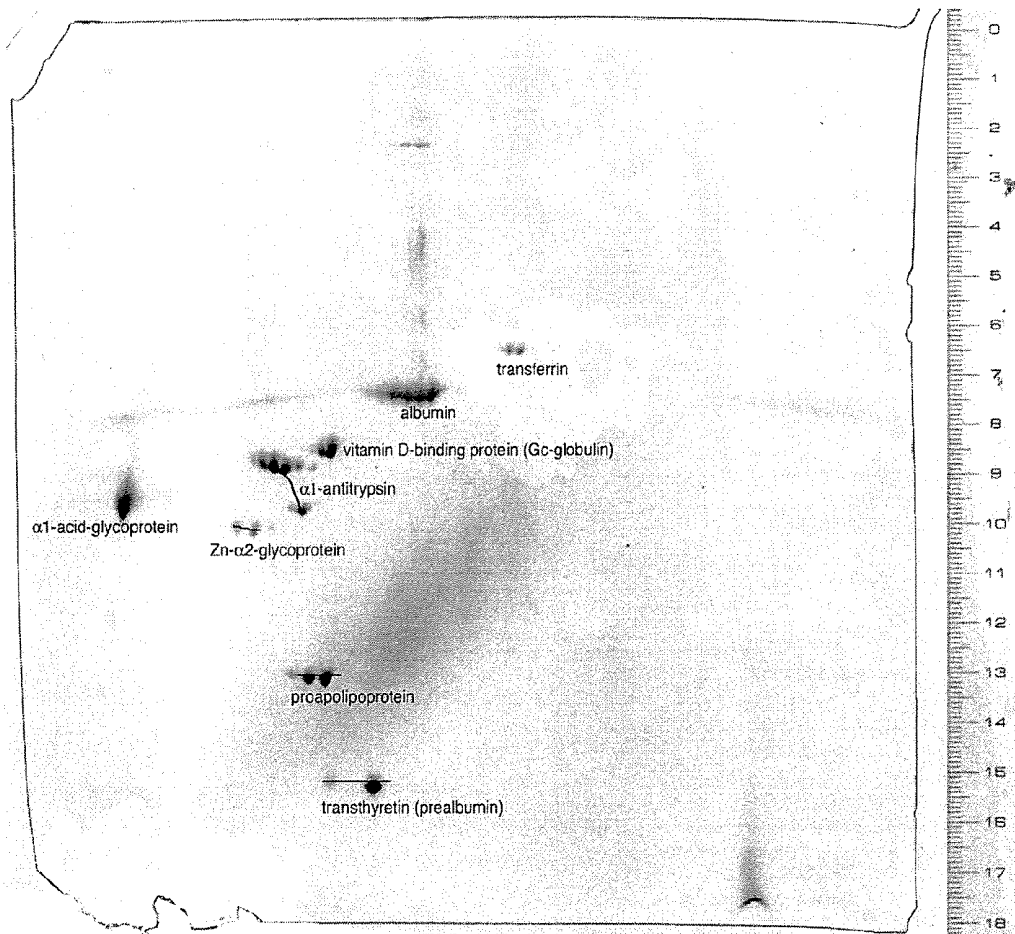 0
1
2
3
4
5
6
transferrin
7
albumin
8
vitamin D-binding protein (Gc-globulin)
9
α1-antitrypsin
α1-acid-glycoprotein
10
Zn-α2-glycoprotein
11
12
13
proapolipoprotein
14
15
transthyretin (prealbumin)
16
17
18